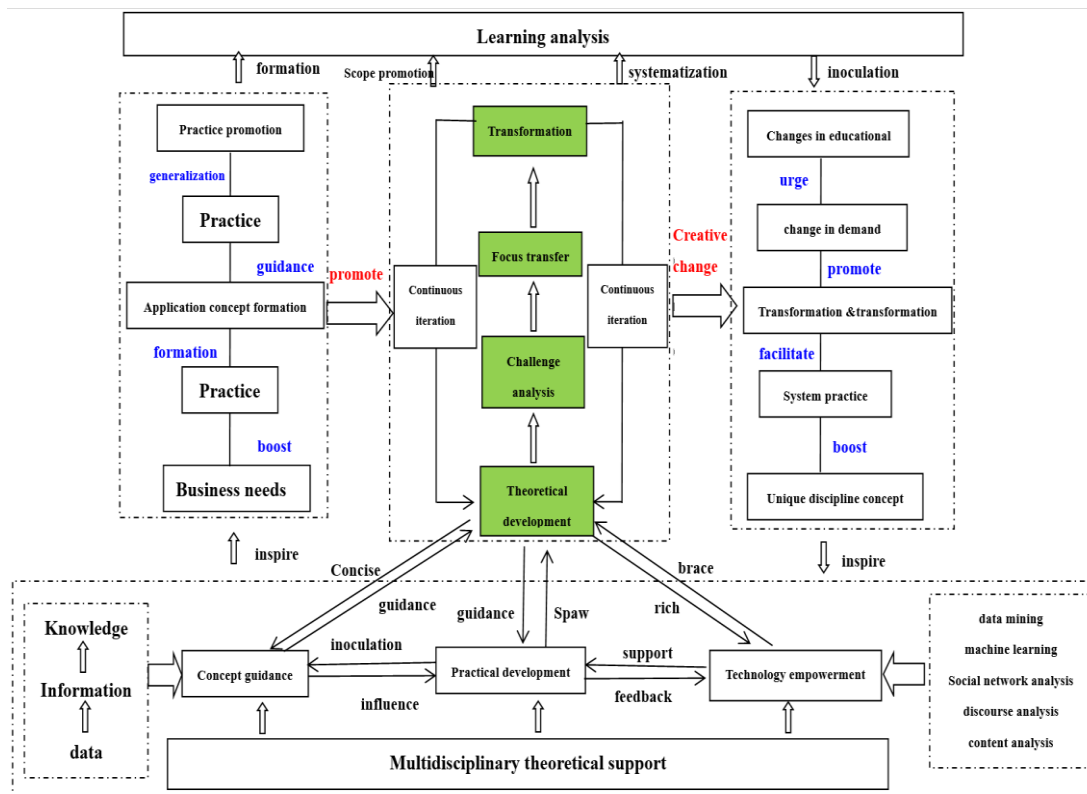 Learning analysis
formation
Scope promotion
systematization
inoculation
Practice promotion
generalization
Practice
guidance
Application concept formation
formation
Practice
boost
Business needs
inspire
promote
Transformation
Focus transfer
Continuous
iteration
Continuous
iteration
Challenge
analysis
Theoretical
development
Creative
change
Changes in educational
urge
change in demand
promote
Transformation &transformation
facilitate
System practice
boost
Unique discipline concept
inspire
Concise
guidance
guidance
Spaw
brace
rich
Knowledge
Information
data
Concept guidance
inoculation
influence
Practical development
support
feedback
Technology empowerment
data mining
machine learning
Social network analysis
discourse analysis
content analysis
Multidisciplinary theoretical support